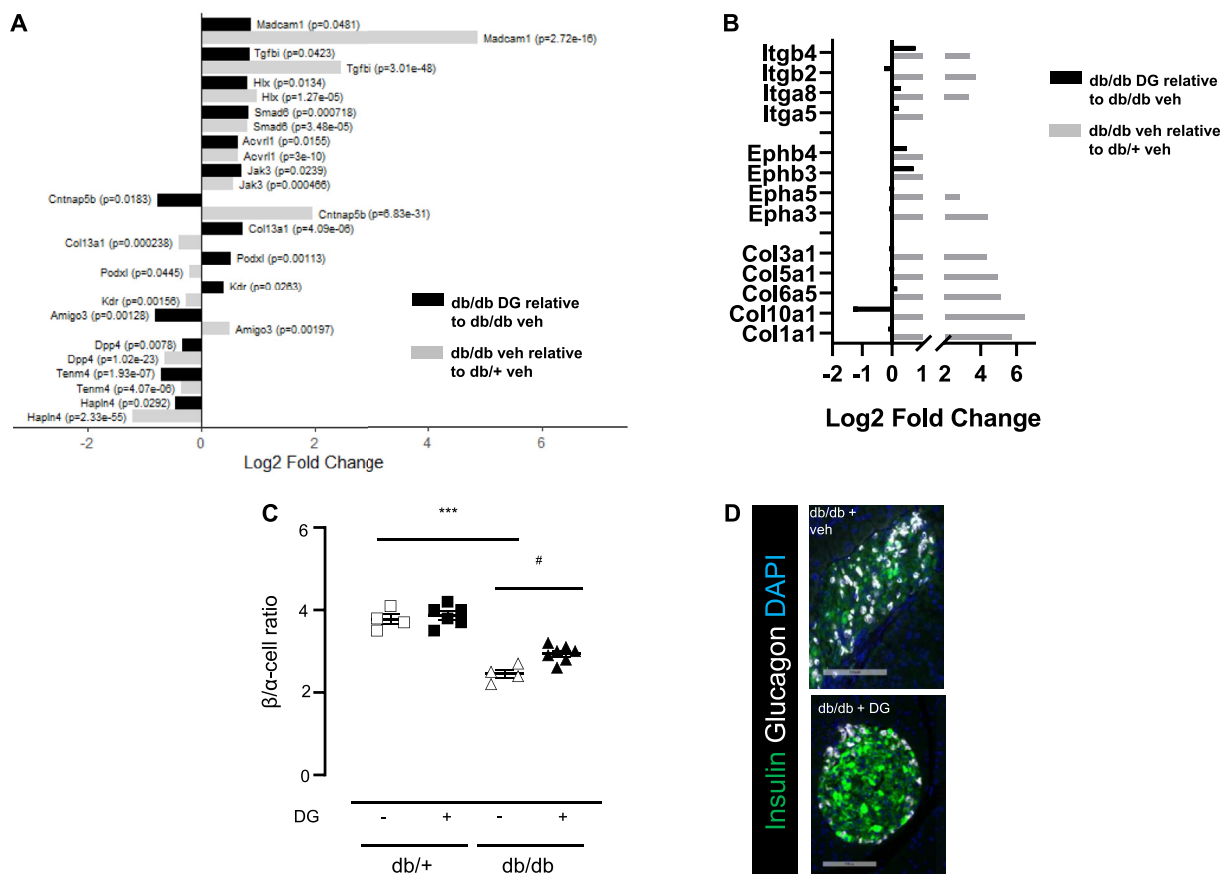 A
Madcam1 (p=0.0481)
Madcam1 (p=2.72e-16)
Tgfbi (p=0.0423)
Tgfbi (p=3.01e-48)
Hlx (p=0.0134)
Hlx (p=1.27e-05)
Smad6 (p=0.000718)
Smad6 (p=3.48e-05)
Acvrl1 (p=0.0155)
Acvrl1 (p=3e-10)
Jak3 (p=0.0239)
Jak3 (p=0.000466)
Cntnap5b (p=0.0183)
Cntnap5b (p=6.83e-31)
Col13a1 (p=4.09e-06)
Col13a1 (p=0.000238)
Podxl (p=0.00113)
Podxl (p=0.0445)
Kdr (p=0.0263)
Kdr (p=0.00156)
Amigo3 (p=0.00128)
Amigo3 (p=0.00197)
Dpp4 (p=0.0078)
Dpp4 (p=1.02e-23)
Tenm4 (p=1.93e-07)
Tenm4 (p=4.07e-06)
Hapln4 (p=0.0292)
Hapln4 (p=2.33e-55)
db/db DG relative
to db/db veh
db/db veh relative
to db/+ veh
-2 0 2 4 6
Log2 Fold Change
B
Itgb4
Itgb2
Itga8
Itga5
Ephb4
Ephb3
Epha5
Epha3
Col3a1
Col5a1
Col6a5
Col10a1
Col1a1
db/db DG relative
to db/db veh
db/db veh relative
to db/+ veh
-2 -1 0 1 2 4 6
Log2 Fold Change
C
***
#
6
4
2
0
β/α-cell ratio
DG - + - +
db/+ db/db
D
Insulin Glucagon DAPI
db/db +
veh
db/db + DG